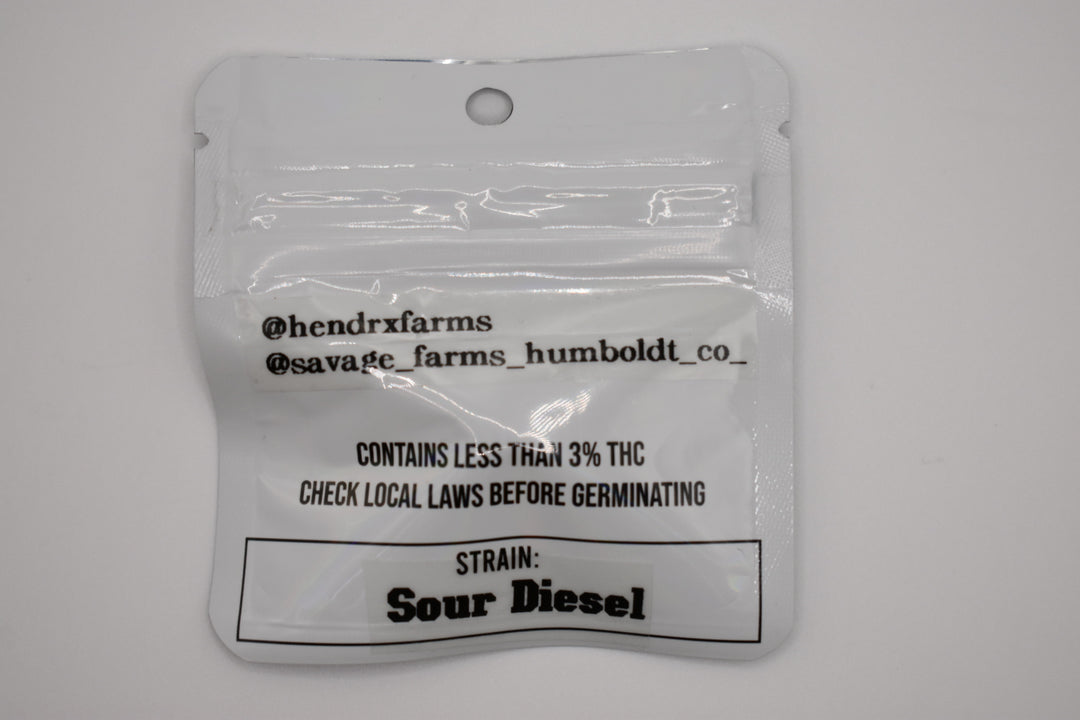 @hendrxfarms
@savage_farms_humboldt_co_
CONTAINS LESS THAN 3% THC
CHECK LOCAL LAWS BEFORE GERMINATING
STRAIN:
Sour Diesel